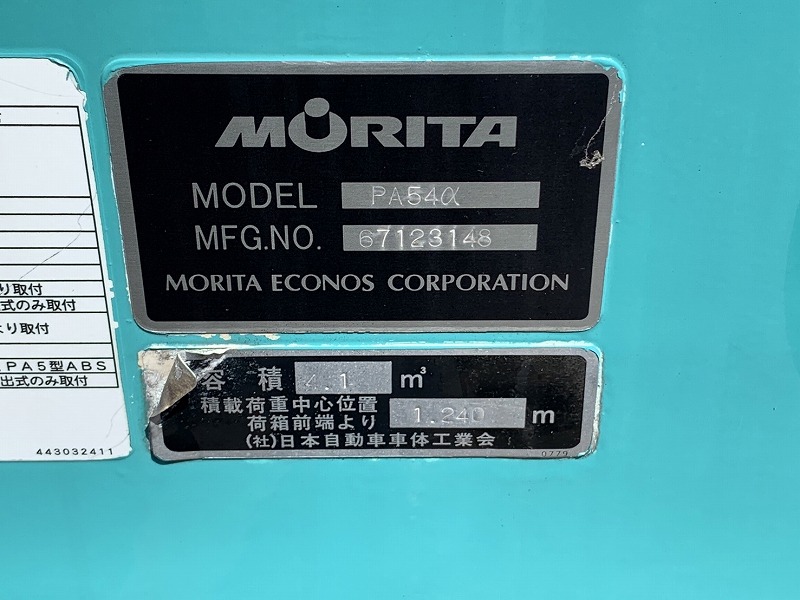 MORITA
MODEL PA54α
MFG.NO. 67123148
MORITA ECONOS CORPORATION
り取付
式のみ取付
り取付
PA5型ABS
出式のみ取付
443032411
容積 4.1 m³
積載荷重中心位置
荷箱前端より 1.240 m
(社)日本自動車車体工業会
0779